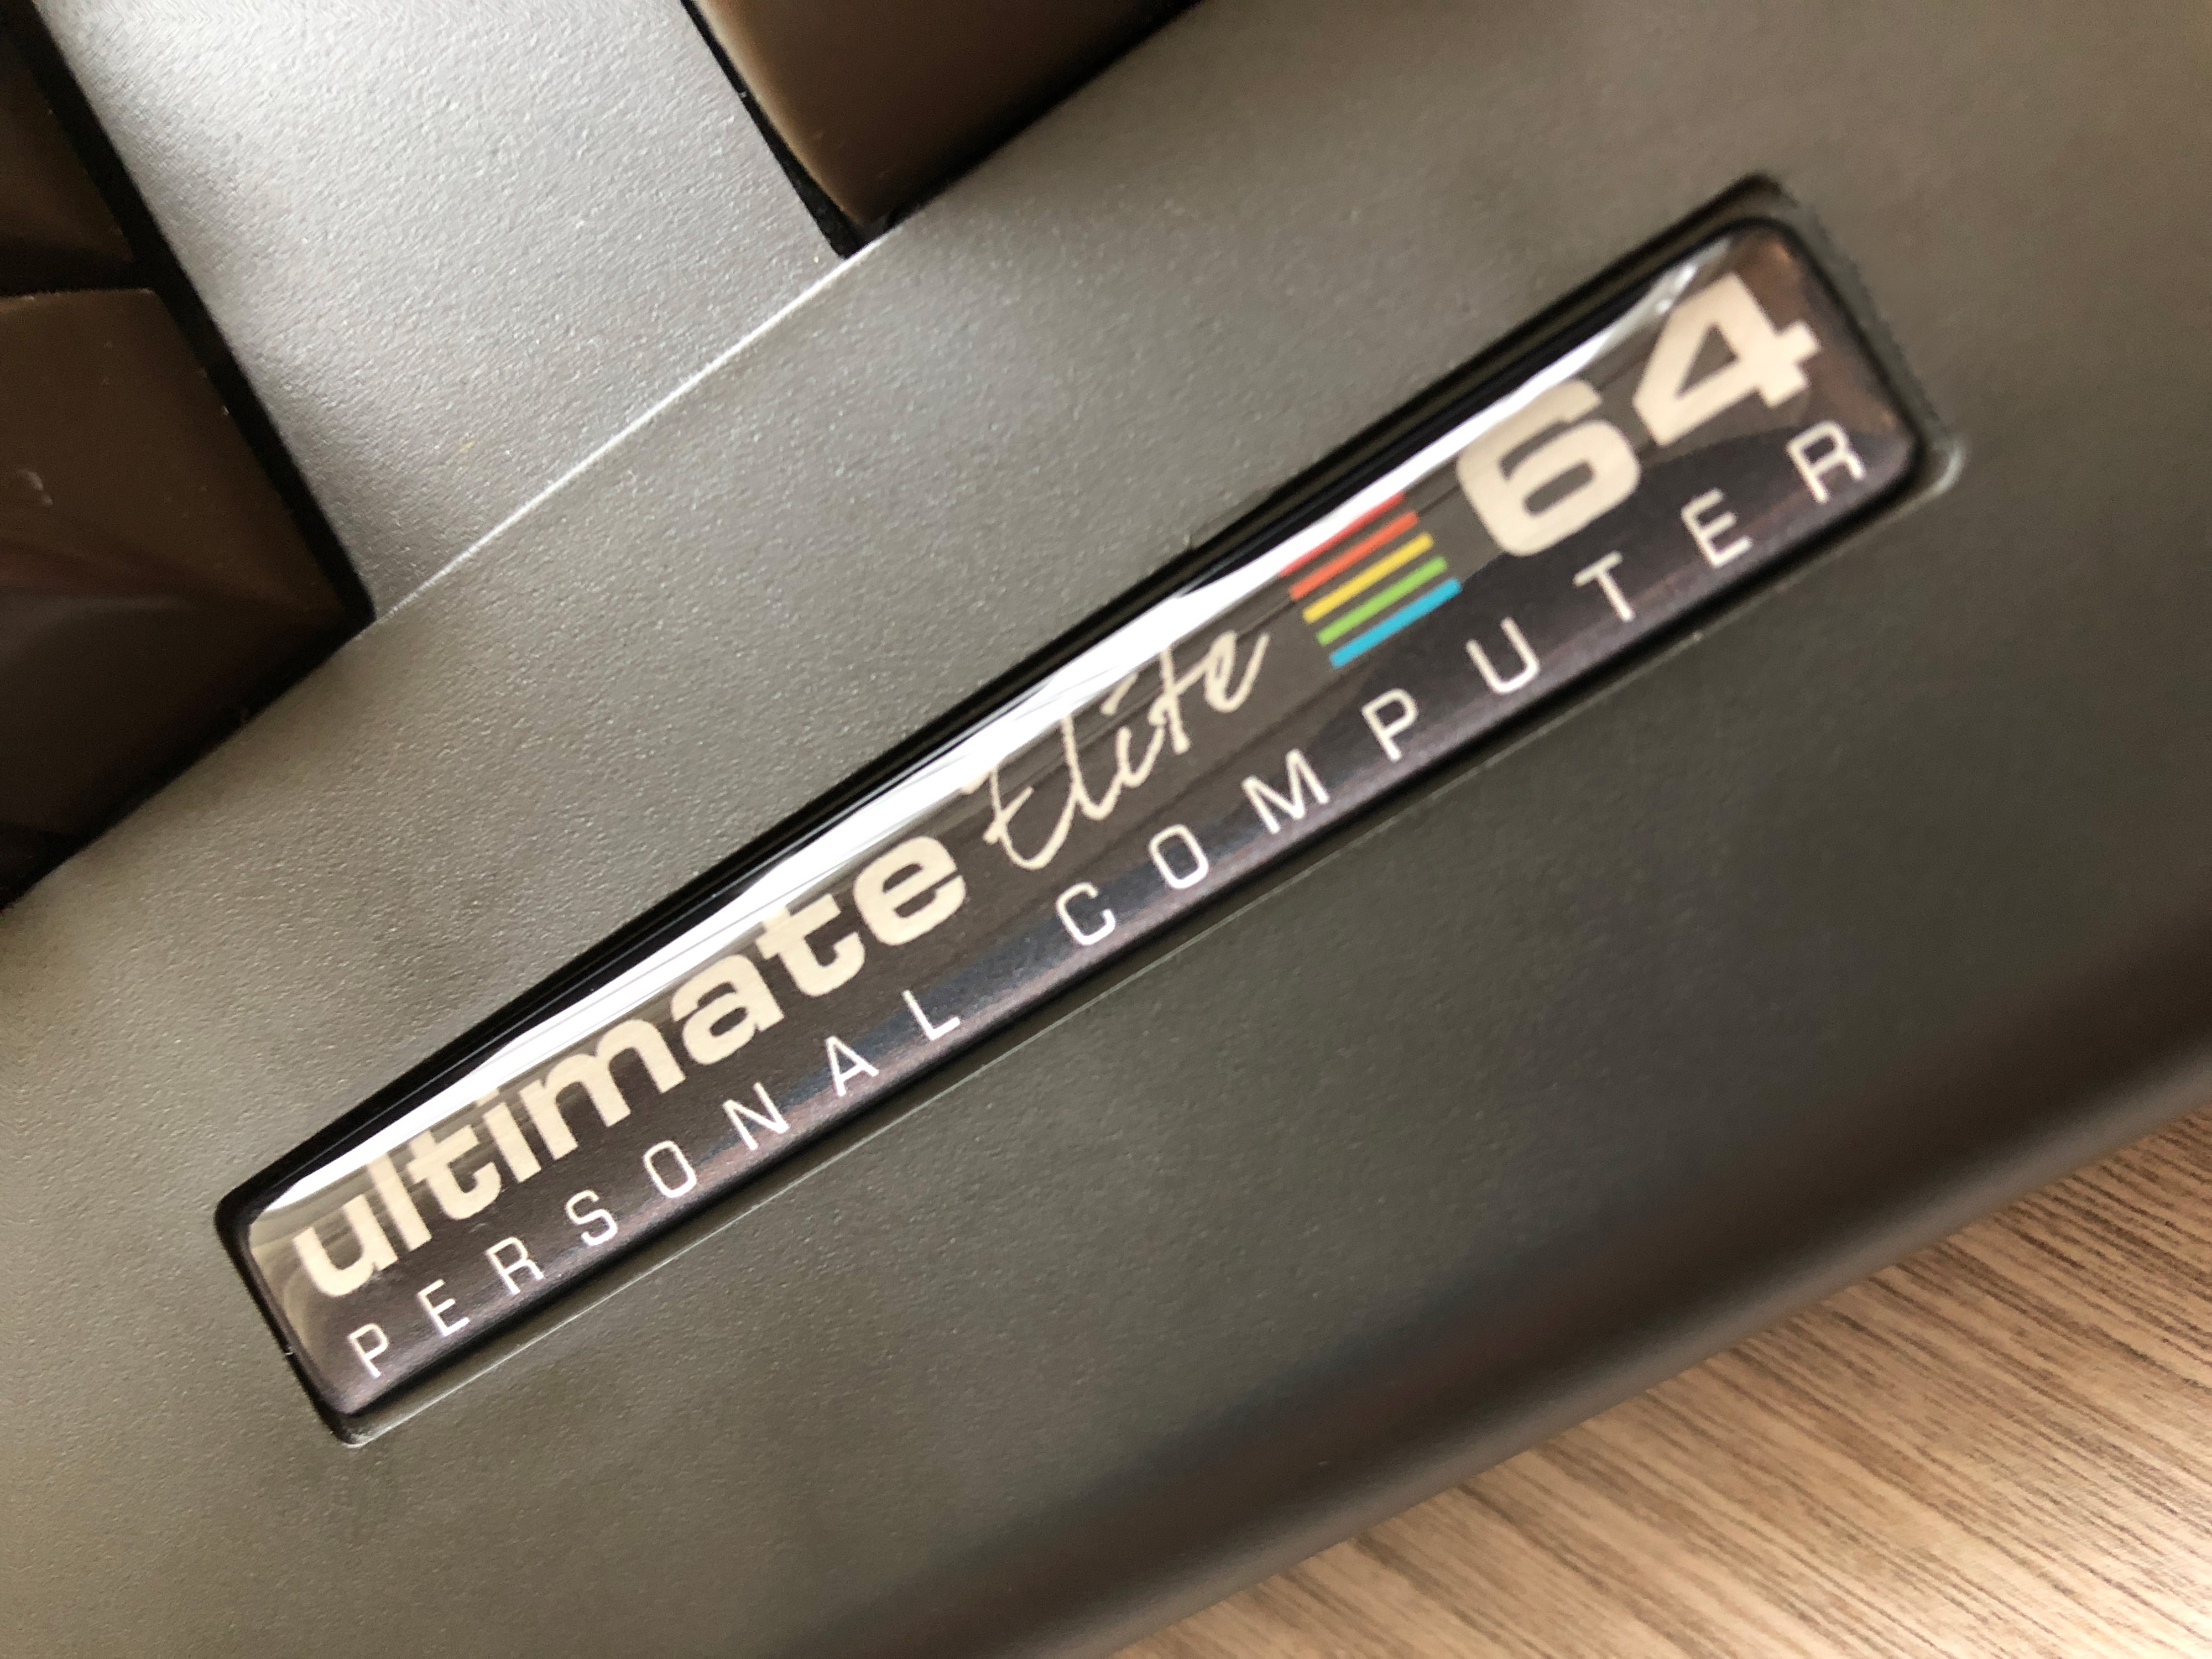 ultimate Elite 64
PERSONAL COMPUTER